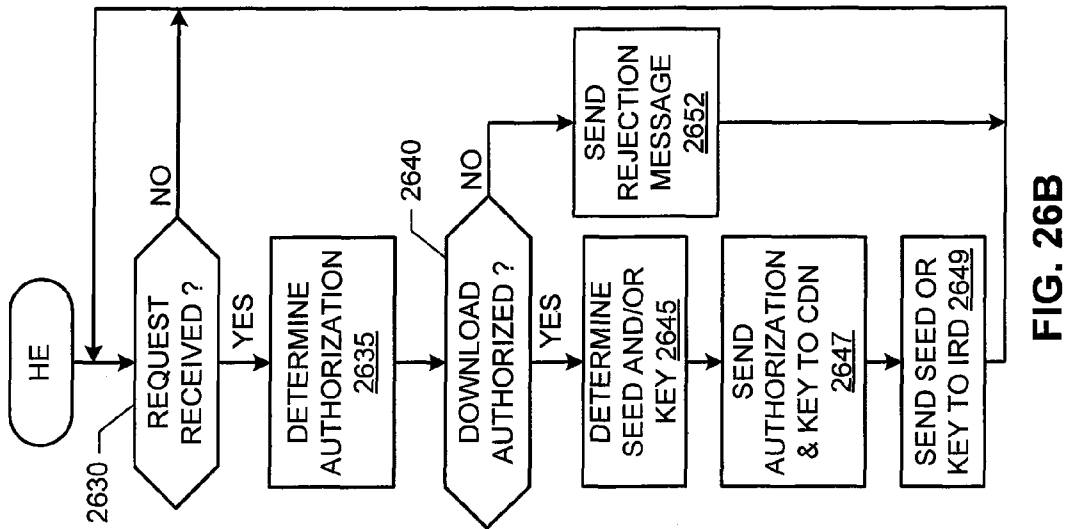 HE
2630
REQUEST
RECEIVED ?
NO
YES
DETERMINE
AUTHORIZATION
2635
2640
DOWNLOAD
AUTHORIZED ?
NO
YES
SEND
REJECTION
MESSAGE
2652
DETERMINE
SEED AND/OR
KEY 2645
SEND
AUTHORIZATION
& KEY TO CDN
2647
SEND SEED OR
KEY TO IRD 2649
FIG. 26B